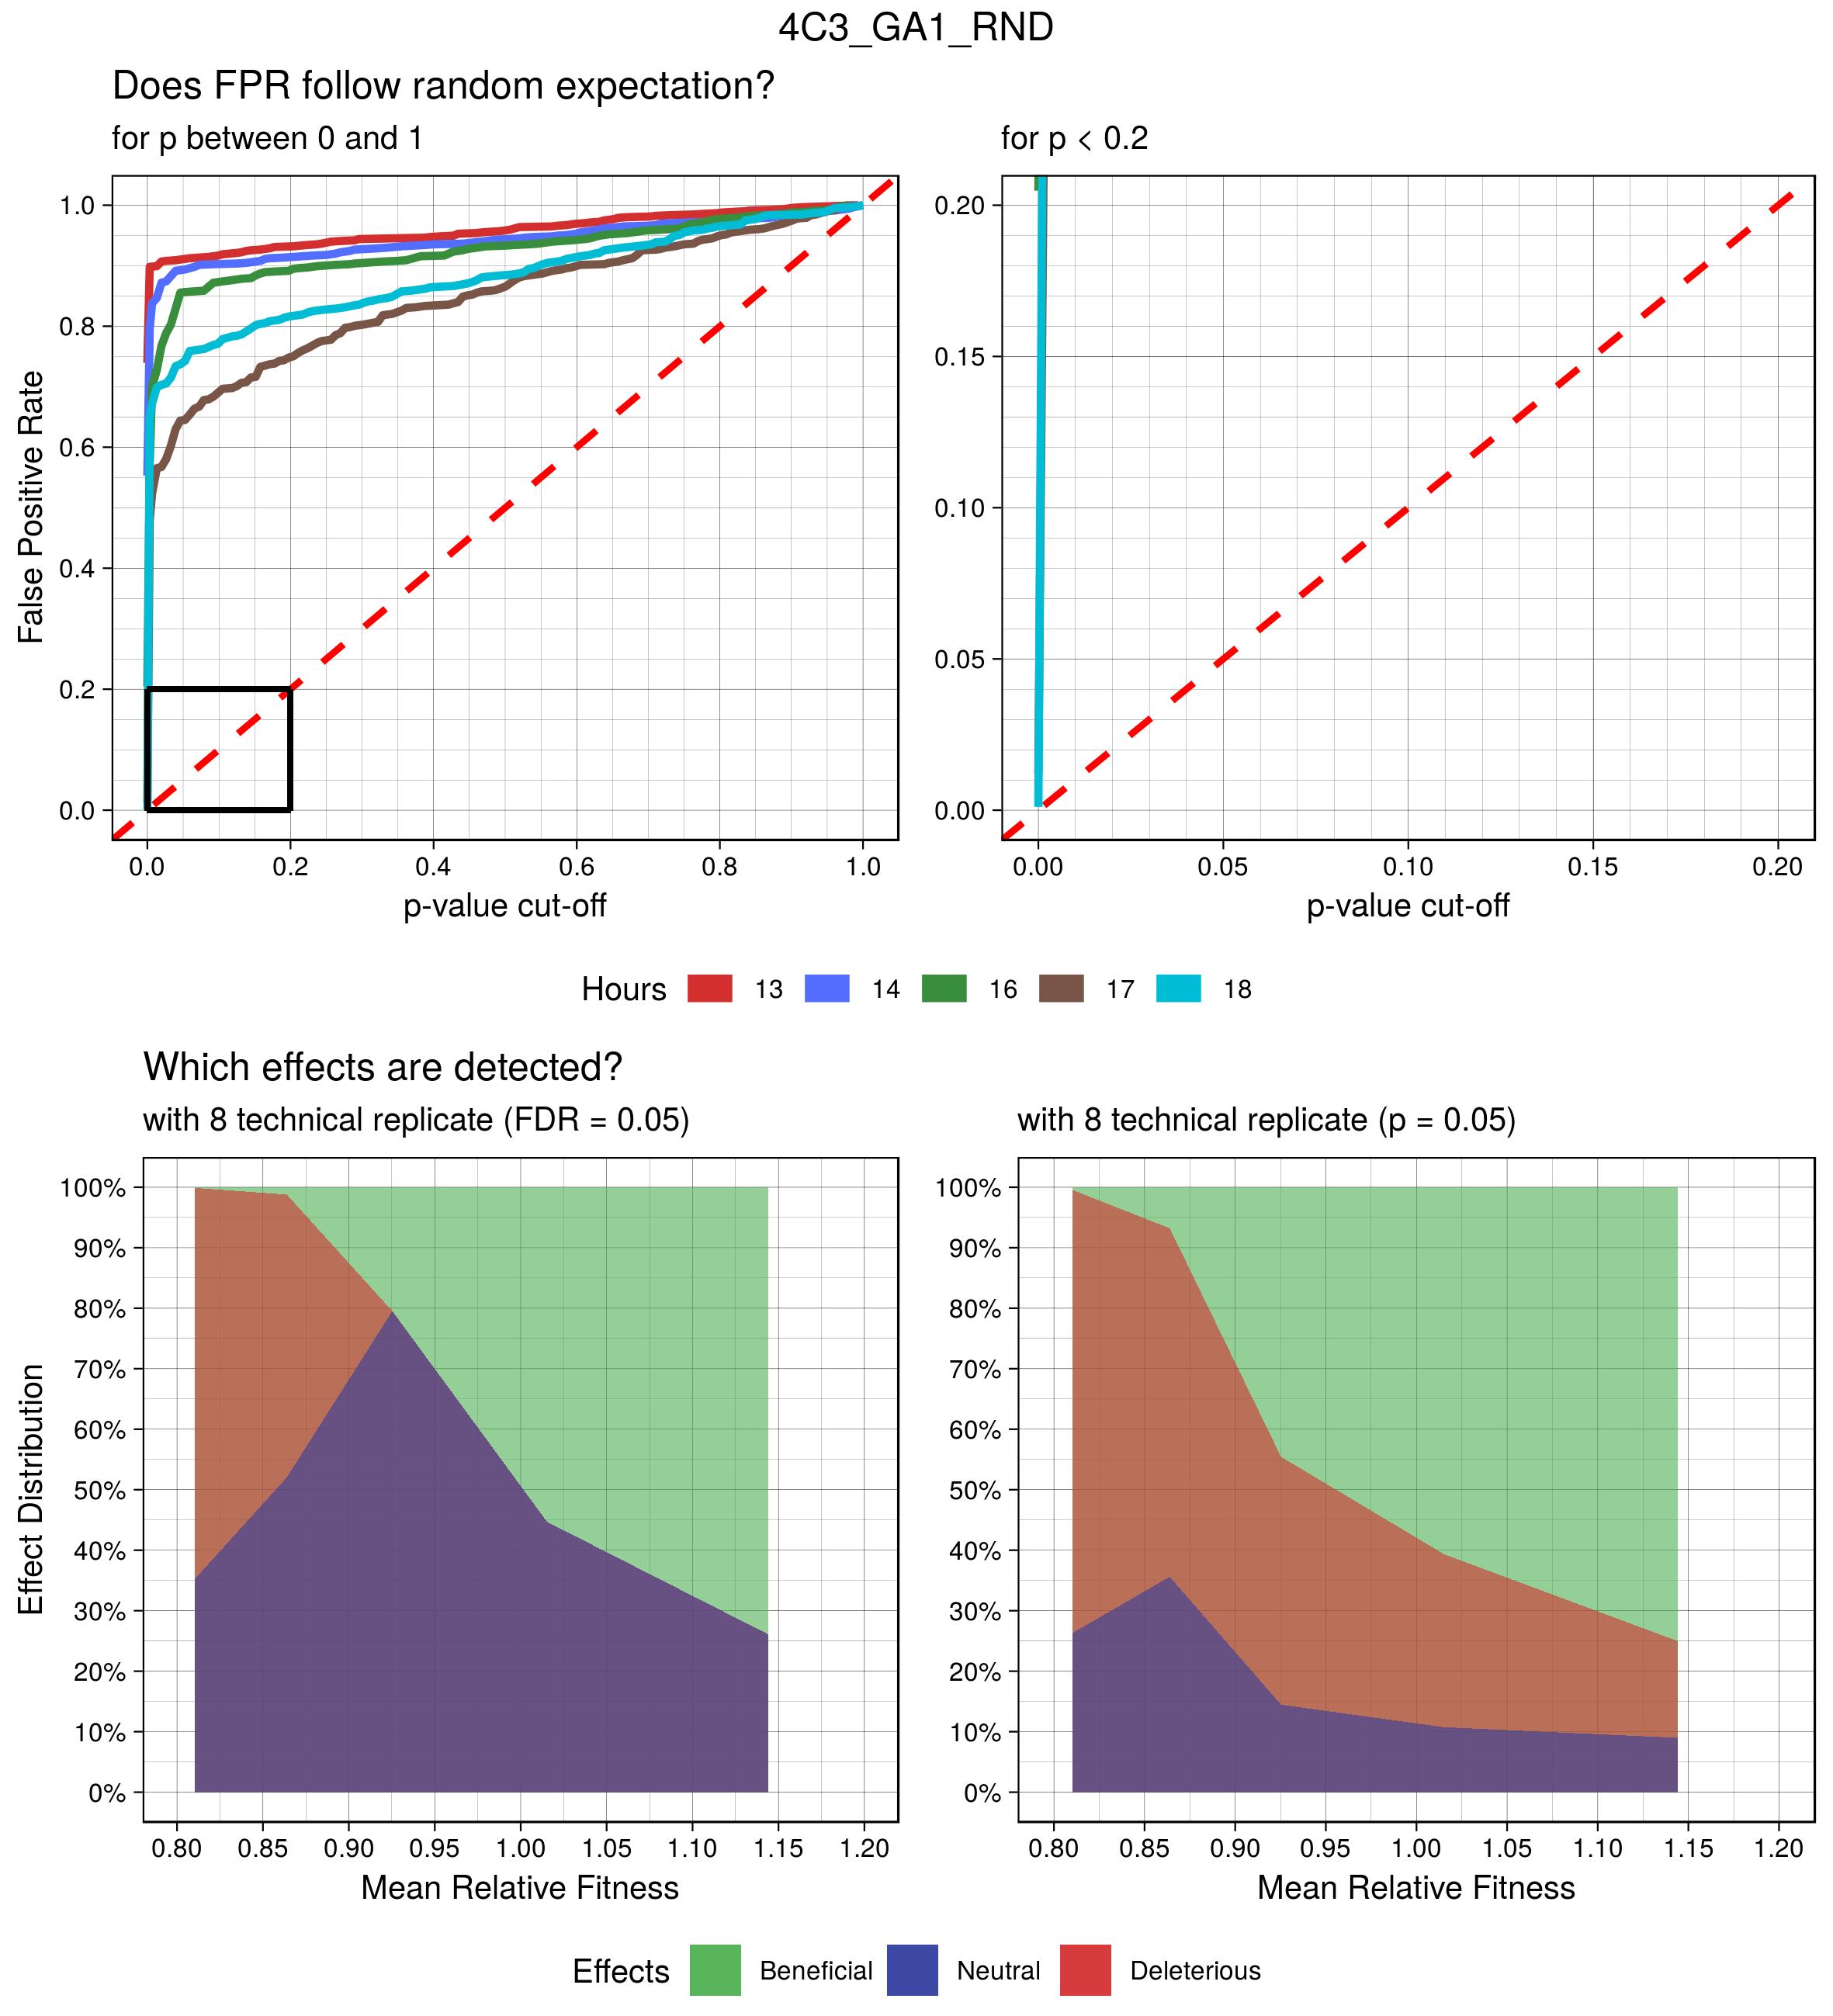 4C3_GA1_RND
Does FPR follow random expectation?
for p between 0 and 1
for p < 0.2
False Positive Rate
1.0
0.8
0.6
0.4
0.2
0.0
0.0 0.2 0.4 0.6 0.8 1.0
p-value cut-off
0.20
0.15
0.10
0.05
0.00
0.00 0.05 0.10 0.15 0.20
p-value cut-off
Hours 13 14 16 17 18
Which effects are detected?
with 8 technical replicate (FDR = 0.05)
with 8 technical replicate (p = 0.05)
Effect Distribution
100%
90%
80%
70%
60%
50%
40%
30%
20%
10%
0%
0.80 0.85 0.90 0.95 1.00 1.05 1.10 1.15 1.20
Mean Relative Fitness
100%
90%
80%
70%
60%
50%
40%
30%
20%
10%
0%
0.80 0.85 0.90 0.95 1.00 1.05 1.10 1.15 1.20
Mean Relative Fitness
Effects Beneficial Neutral Deleterious